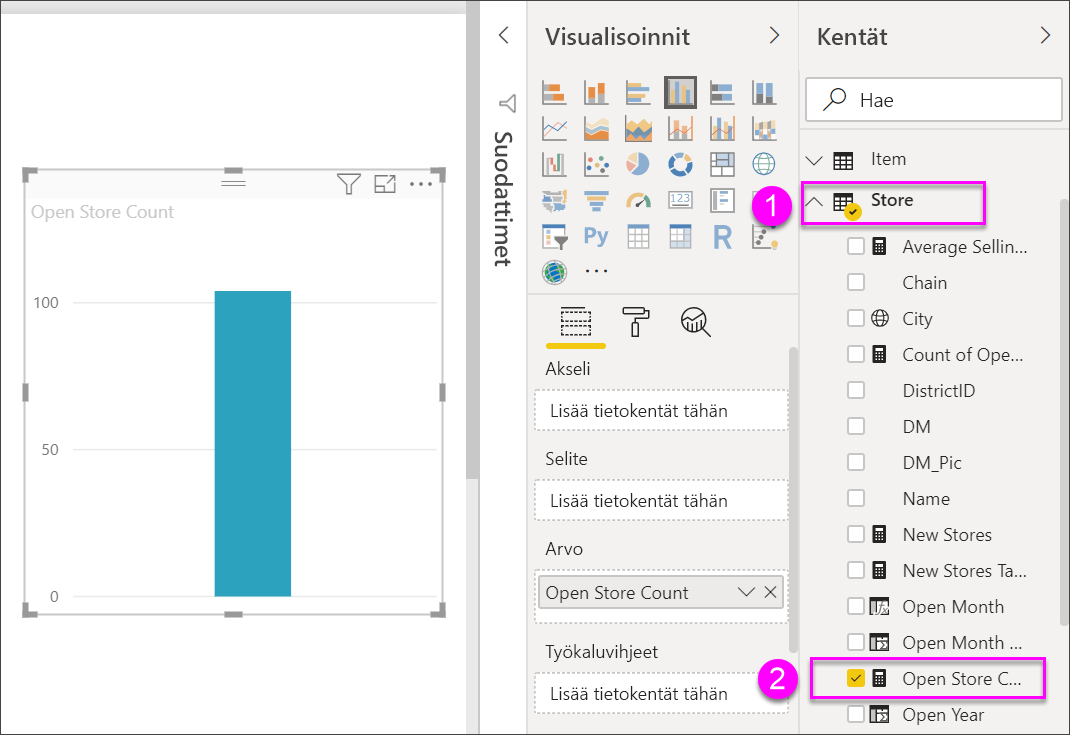 Open Store Count
100
50
0
Suodattimet
Visualisoinnit
123
Py
R
Akseli
Lisää tietokentät tähän
Selite
Lisää tietokentät tähän
Arvo
Open Store Count
Työkaluvihjeet
Lisää tietokentät tähän
Kentät
Hae
Item
1
Store
Average Sellin...
Chain
City
Count of Ope...
DistrictID
DM
DM_Pic
Name
New Stores
New Stores Ta...
Open Month
Open Month ...
2
Open Store C...
Open Year